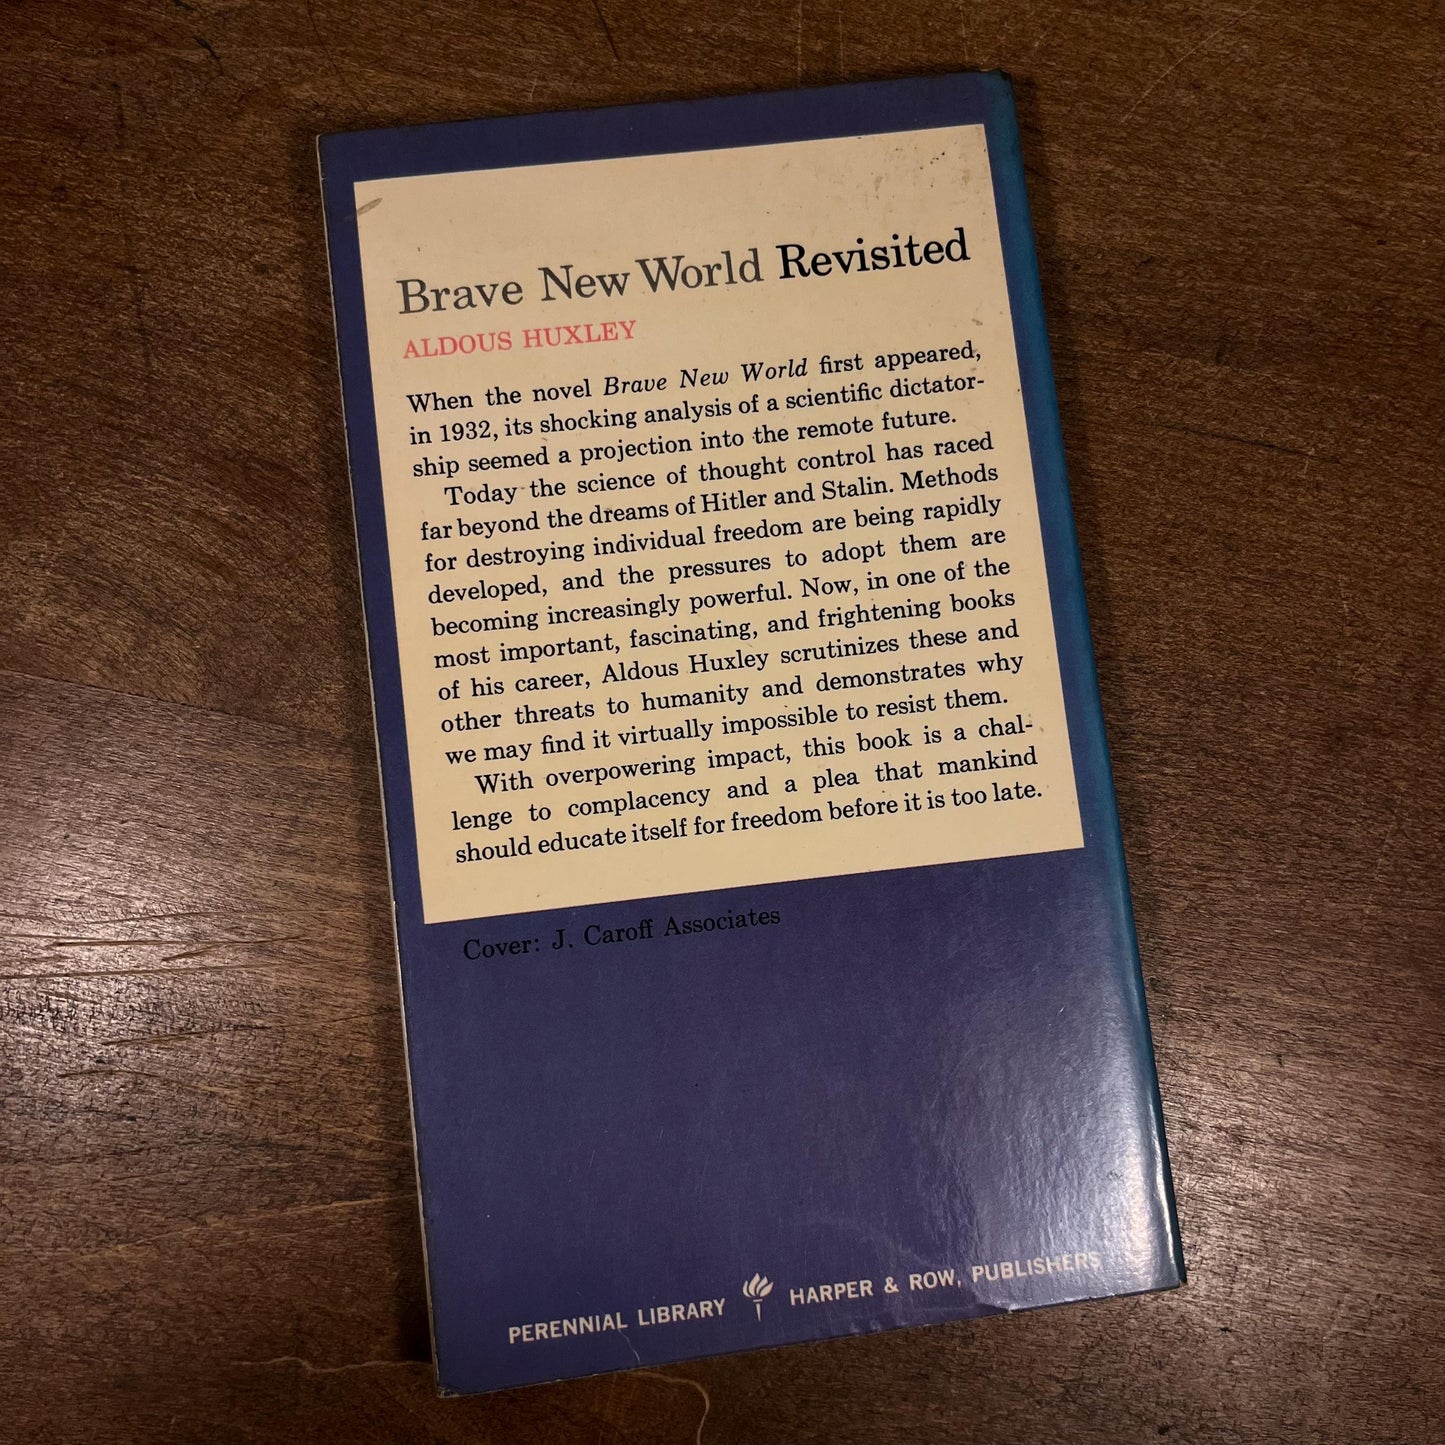 Brave New World Revisited
ALDOUS HUXLEY
When the novel Brave New World first appeared,
in 1932, its shocking analysis of a scientific dictator-
ship seemed a projection into the remote future.
Today the science of thought control has raced
far beyond the dreams of Hitler and Stalin. Methods
for destroying individual freedom are being rapidly
developed, and the pressures to adopt them are
becoming increasingly powerful. Now, in one of the
most important, fascinating, and frightening books
of his career, Aldous Huxley scrutinizes these and
other threats to humanity and demonstrates why
we may find it virtually impossible to resist them.
With overpowering impact, this book is a chal-
lenge to complacency and a plea that mankind
should educate itself for freedom before it is too late.
Cover: J. Caroff Associates
PERENNIAL LIBRARY HARPER & ROW, PUBLISHERS